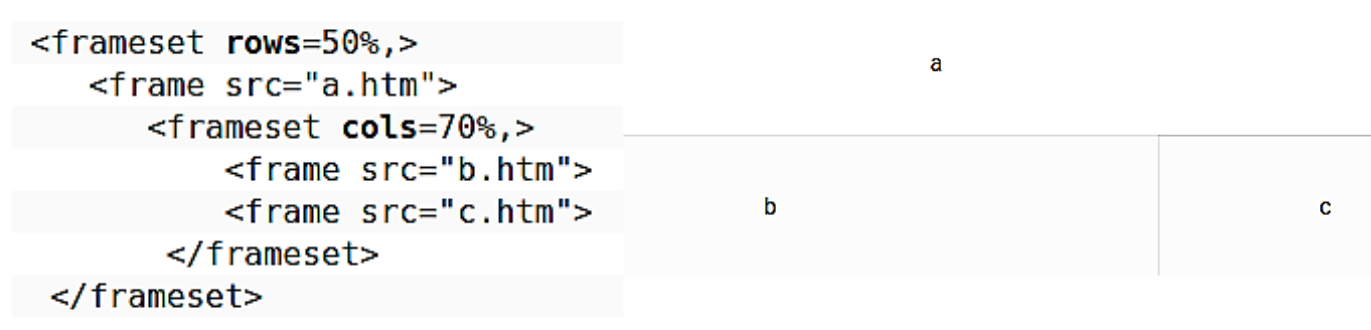 <frameset rows=50%,>
<frame src="a.htm">
<frameset cols=70%,>
<frame src="b.htm">
<frame src="c.htm">
</frameset>
</frameset>
a
b
c